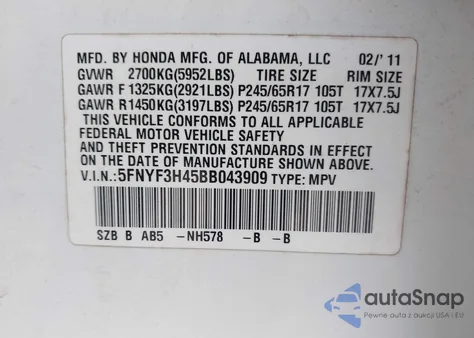 MFD. BY HONDA MFG. OF ALABAMA, LLC 02/' 11
GVWR 2700KG(5952LBS) TIRE SIZE RIM SIZE
GAWR F 1325KG(2921LBS) P245/65R17 105T 17X7.5J
GAWR R1450KG(3197LBS) P245/65R17 105T 17X7.5J
THIS VEHICLE CONFORMS TO ALL APPLICABLE
FEDERAL MOTOR VEHICLE SAFETY
AND THEFT PREVENTION STANDARDS IN EFFECT
ON THE DATE OF MANUFACTURE SHOWN ABOVE.
V.I.N.: 5FNYF3H45BB043909 TYPE: MPV
SZB B AB5 -NH578 -B -B
autoSnap
Pewne auto z aukcji USA i EU